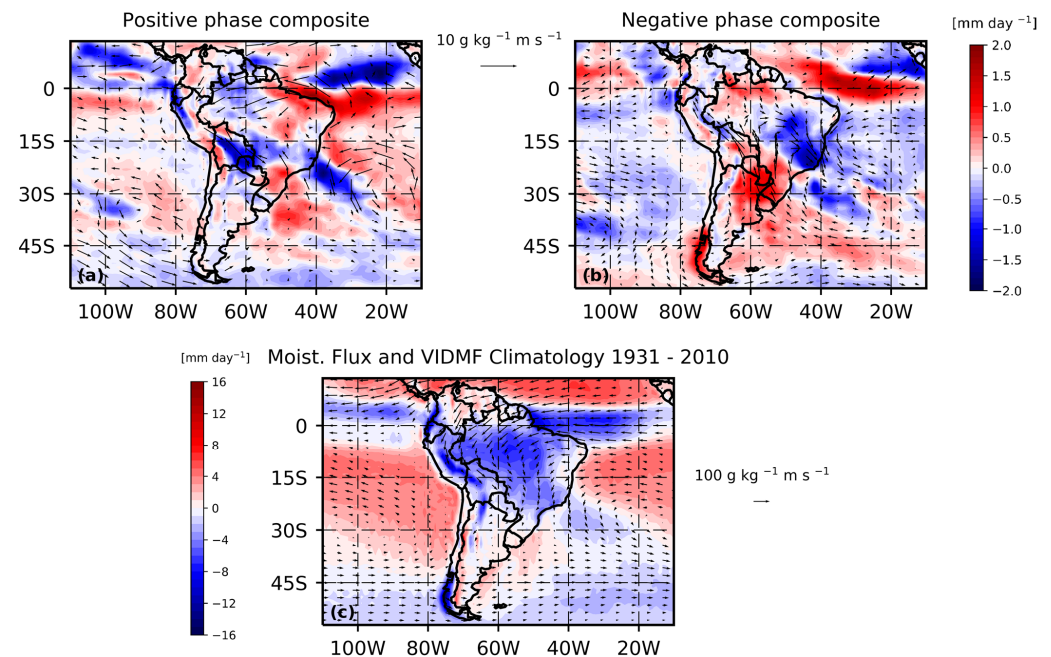 Positive phase composite
Negative phase composite
[mm day ⁻¹]
10 g kg ⁻¹ m s ⁻¹
0
15S
30S
45S
(a)
100W 80W 60W 40W 20W
0
15S
30S
45S
(b)
100W 80W 60W 40W 20W
2.0
1.5
1.0
0.5
0.0
−0.5
−1.0
−1.5
−2.0
[mm day⁻¹]
Moist. Flux and VIDMF Climatology 1931 - 2010
16
12
8
4
0
−4
−8
−12
−16
0
15S
30S
45S
(c)
100W 80W 60W 40W 20W
100 g kg ⁻¹ m s ⁻¹